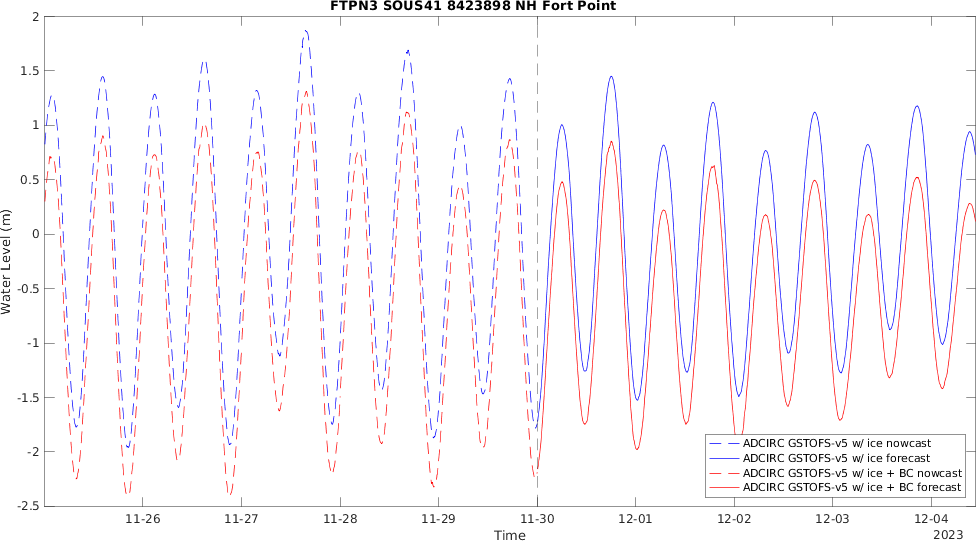 FTPN3 SOUS41 8423898 NH Fort Point
2
1.5
1
0.5
0
-0.5
-1
-1.5
-2
-2.5
Water Level (m)
11-26
11-27
11-28
11-29
11-30
12-01
12-02
12-03
12-04
Time
2023
ADCIRC GSTOFS-v5 w/ ice nowcast
ADCIRC GSTOFS-v5 w/ ice forecast
ADCIRC GSTOFS-v5 w/ ice + BC nowcast
ADCIRC GSTOFS-v5 w/ ice + BC forecast